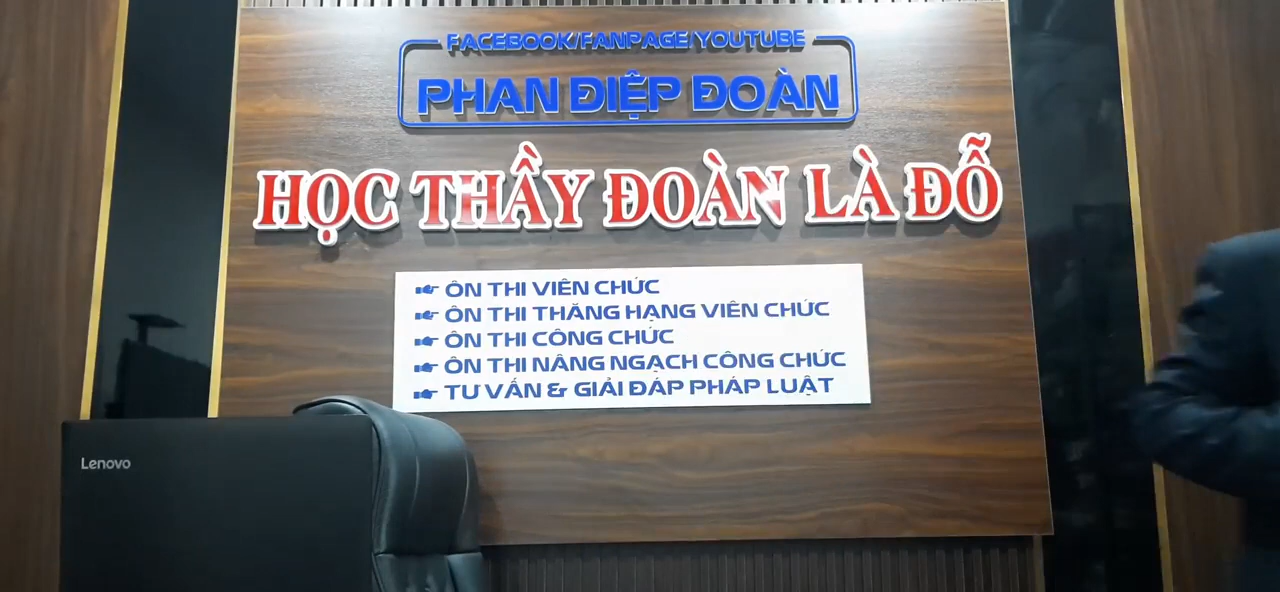 FACEBOOK/FANPAGE/YOUTUBE
PHAN ĐIỆP ĐOÀN
HỌC THẦY ĐOÀN LÀ ĐỖ
ÔN THI VIÊN CHỨC
ÔN THI THĂNG HẠNG VIÊN CHỨC
ÔN THI CÔNG CHỨC
ÔN THI NÂNG NGẠCH CÔNG CHỨC
TƯ VẤN & GIẢI ĐÁP PHÁP LUẬT
Lenovo